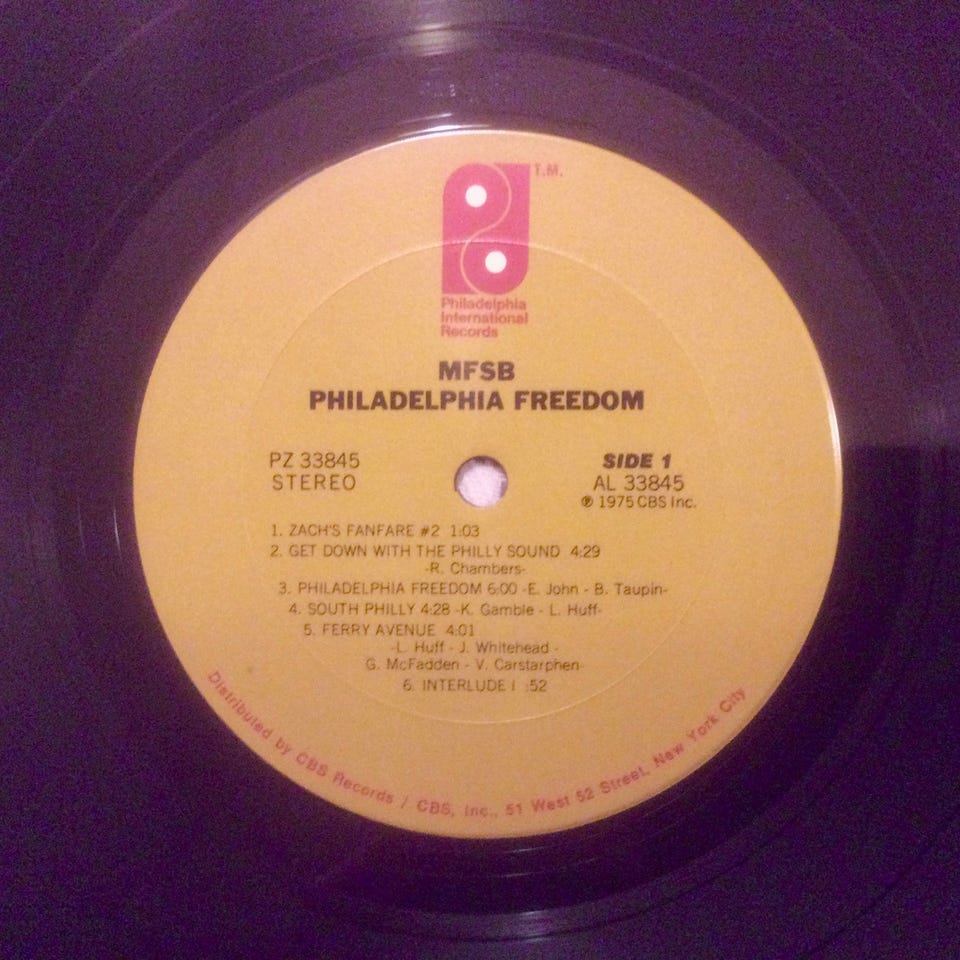 T.M.
Philadelphia
International
Records
MFSB
PHILADELPHIA FREEDOM
PZ 33845
STEREO
SIDE 1
AL 33845
℗ 1975 CBS Inc.
1. ZACH'S FANFARE #2 1:03
2. GET DOWN WITH THE PHILLY SOUND 4:29
-R. Chambers-
3. PHILADELPHIA FREEDOM 6:00 -E. John - B. Taupin-
4. SOUTH PHILLY 4:28 -K. Gamble - L. Huff-
5. FERRY AVENUE 4:01
-L. Huff - J. Whitehead -
G. McFadden - V. Carstarphen-
6. INTERLUDE I :52
Distributed by CBS Records / CBS, Inc., 51 West 52 Street, New York City